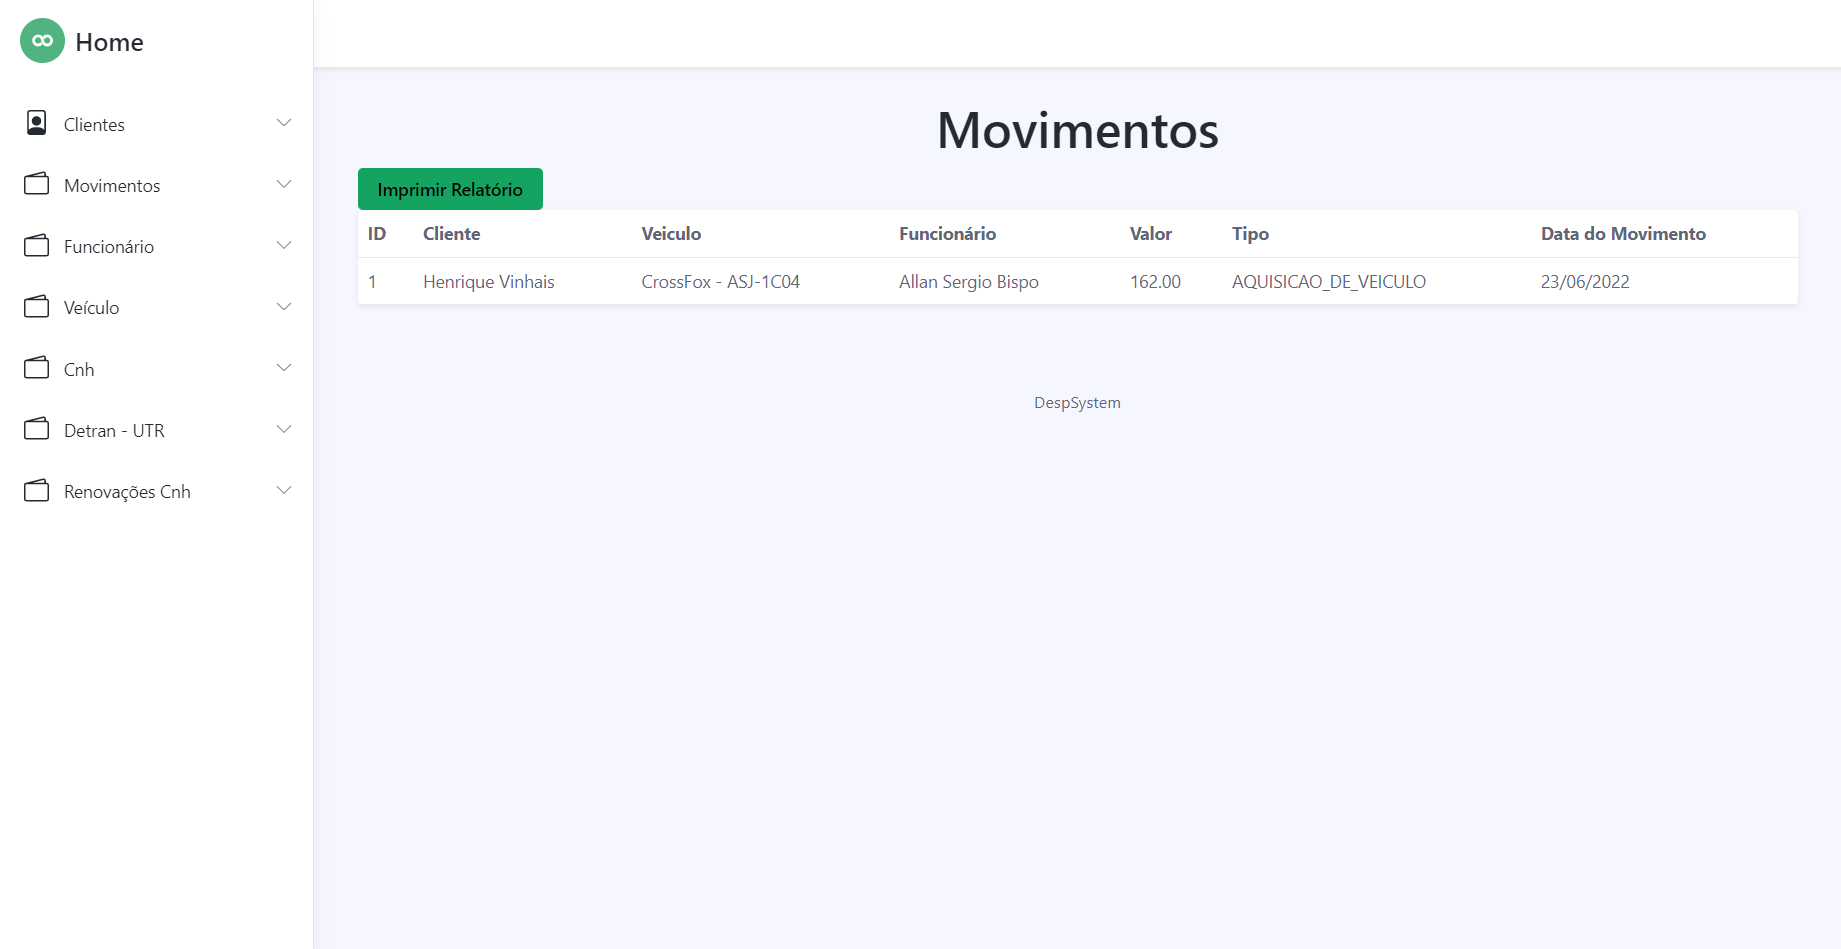 Home
Clientes
Movimentos
Funcionário
Veículo
Cnh
Detran - UTR
Renovações Cnh
Movimentos
Imprimir Relatório
ID Cliente Veiculo Funcionário Valor Tipo Data do Movimento
1 Henrique Vinhais CrossFox - ASJ-1C04 Allan Sergio Bispo 162.00 AQUISICAO_DE_VEICULO 23/06/2022
DespSystem